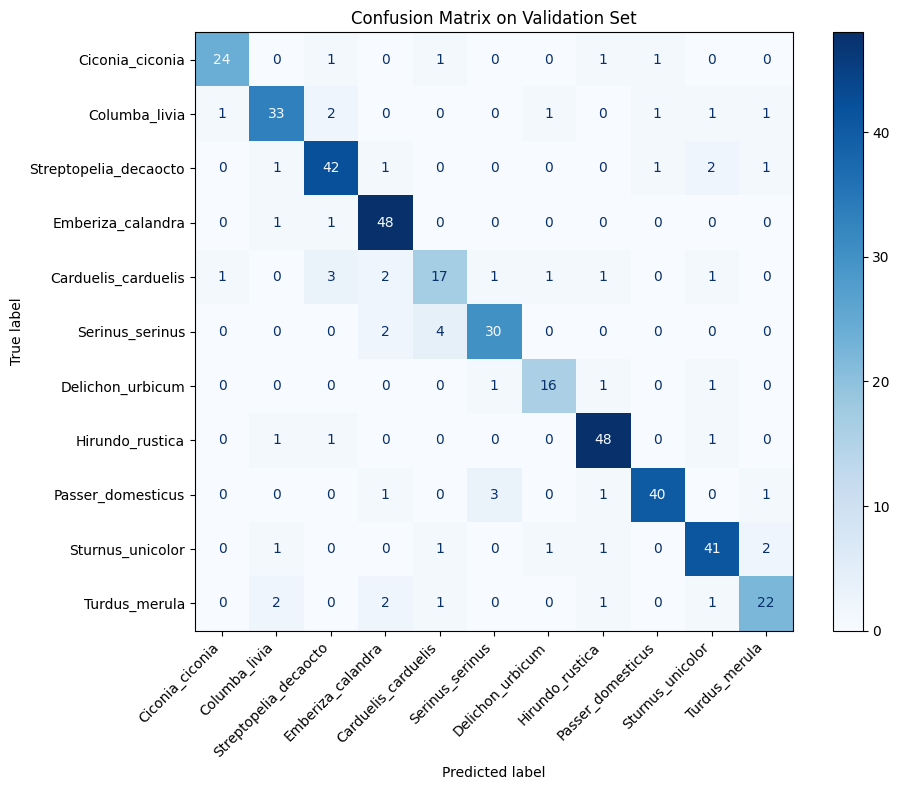 Confusion Matrix on Validation Set
True label
Ciconia_ciconia 24 0 1 0 1 0 0 1 1 0 0
Columba_livia 1 33 2 0 0 0 1 0 1 1 1
Streptopelia_decaocto 0 1 42 1 0 0 0 0 1 2 1
Emberiza_calandra 0 1 1 48 0 0 0 0 0 0 0
Carduelis_carduelis 1 0 3 2 17 1 1 1 0 1 0
Serinus_serinus 0 0 0 2 4 30 0 0 0 0 0
Delichon_urbicum 0 0 0 0 0 1 16 1 0 1 0
Hirundo_rustica 0 1 1 0 0 0 0 48 0 1 0
Passer_domesticus 0 0 0 1 0 3 0 1 40 0 1
Sturnus_unicolor 0 1 0 0 1 0 1 1 0 41 2
Turdus_merula 0 2 0 2 1 0 0 1 0 1 22
Ciconia_ciconia
Columba_livia
Streptopelia_decaocto
Emberiza_calandra
Carduelis_carduelis
Serinus_serinus
Delichon_urbicum
Hirundo_rustica
Passer_domesticus
Sturnus_unicolor
Turdus_merula
Predicted label
40
30
20
10
0